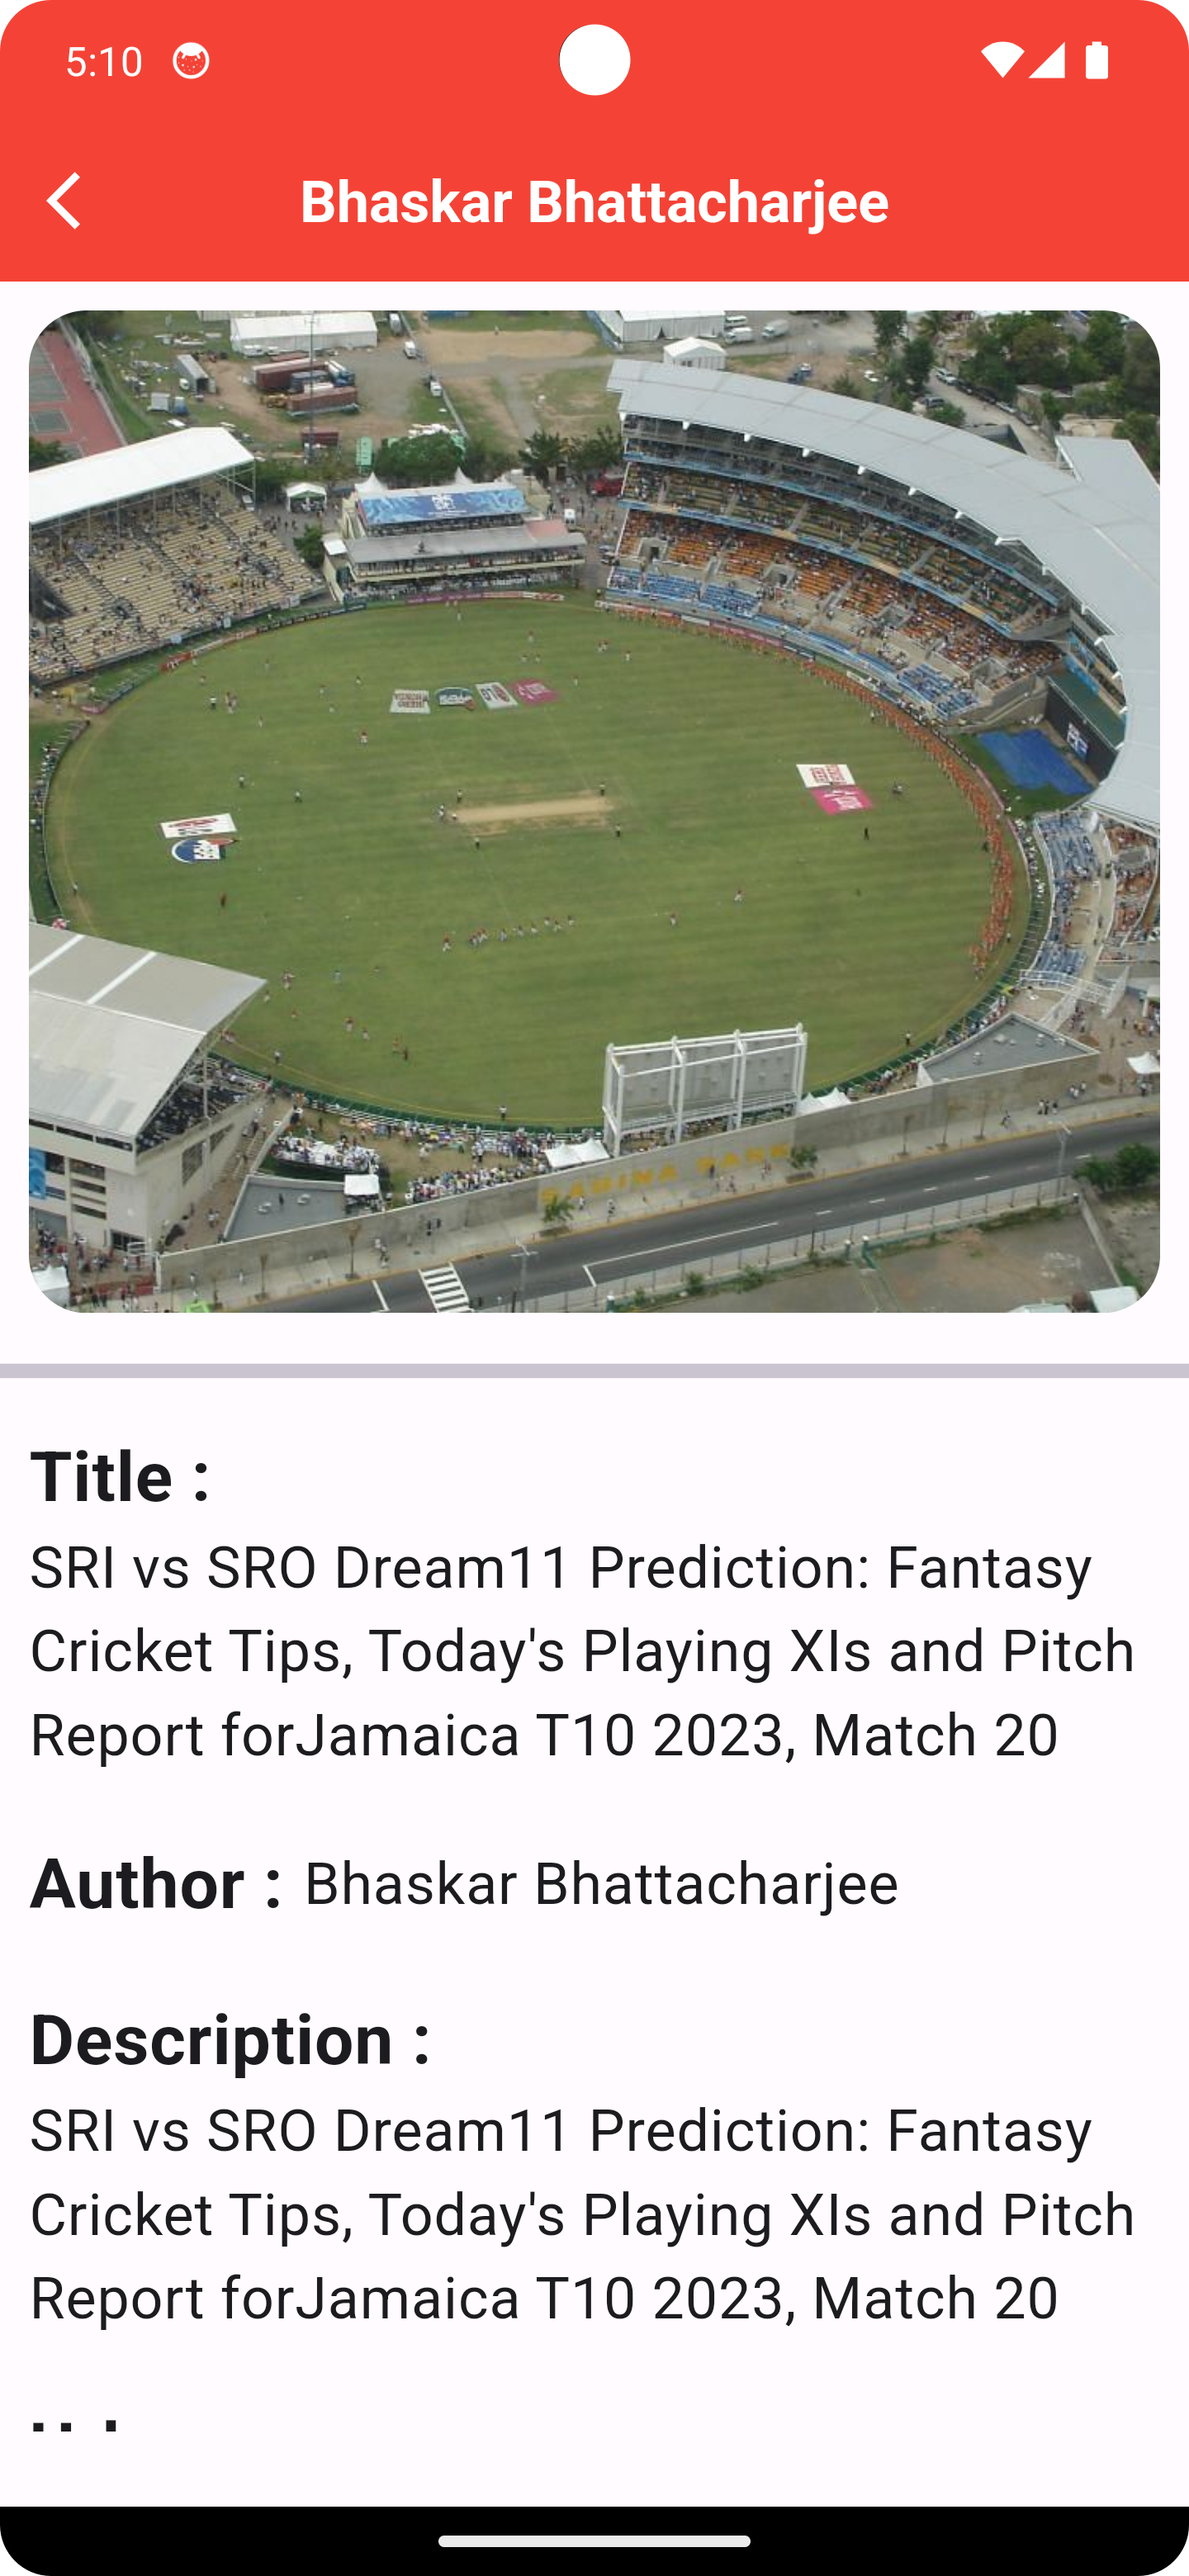 5:10
Bhaskar Bhattacharjee
SABINA PARK
Title :
SRI vs SRO Dream11 Prediction: Fantasy
Cricket Tips, Today's Playing XIs and Pitch
Report forJamaica T10 2023, Match 20
Author : Bhaskar Bhattacharjee
Description :
SRI vs SRO Dream11 Prediction: Fantasy
Cricket Tips, Today's Playing XIs and Pitch
Report forJamaica T10 2023, Match 20